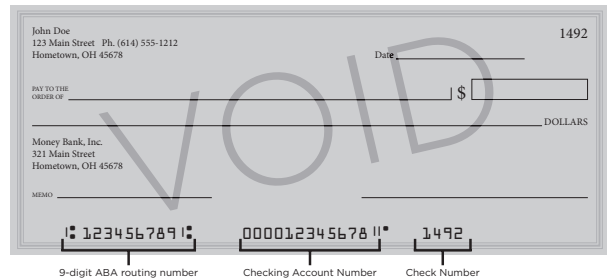 John Doe
123 Main Street Ph. (614) 555-1212
Hometown, OH 45678
1492
Date
PAY TO THE
ORDER OF
$
DOLLARS
VOID
Money Bank, Inc.
321 Main Street
Hometown, OH 45678
MEMO
⑆123456789⑆ 000012345678⑈ 1492
9-digit ABA routing number Checking Account Number Check Number